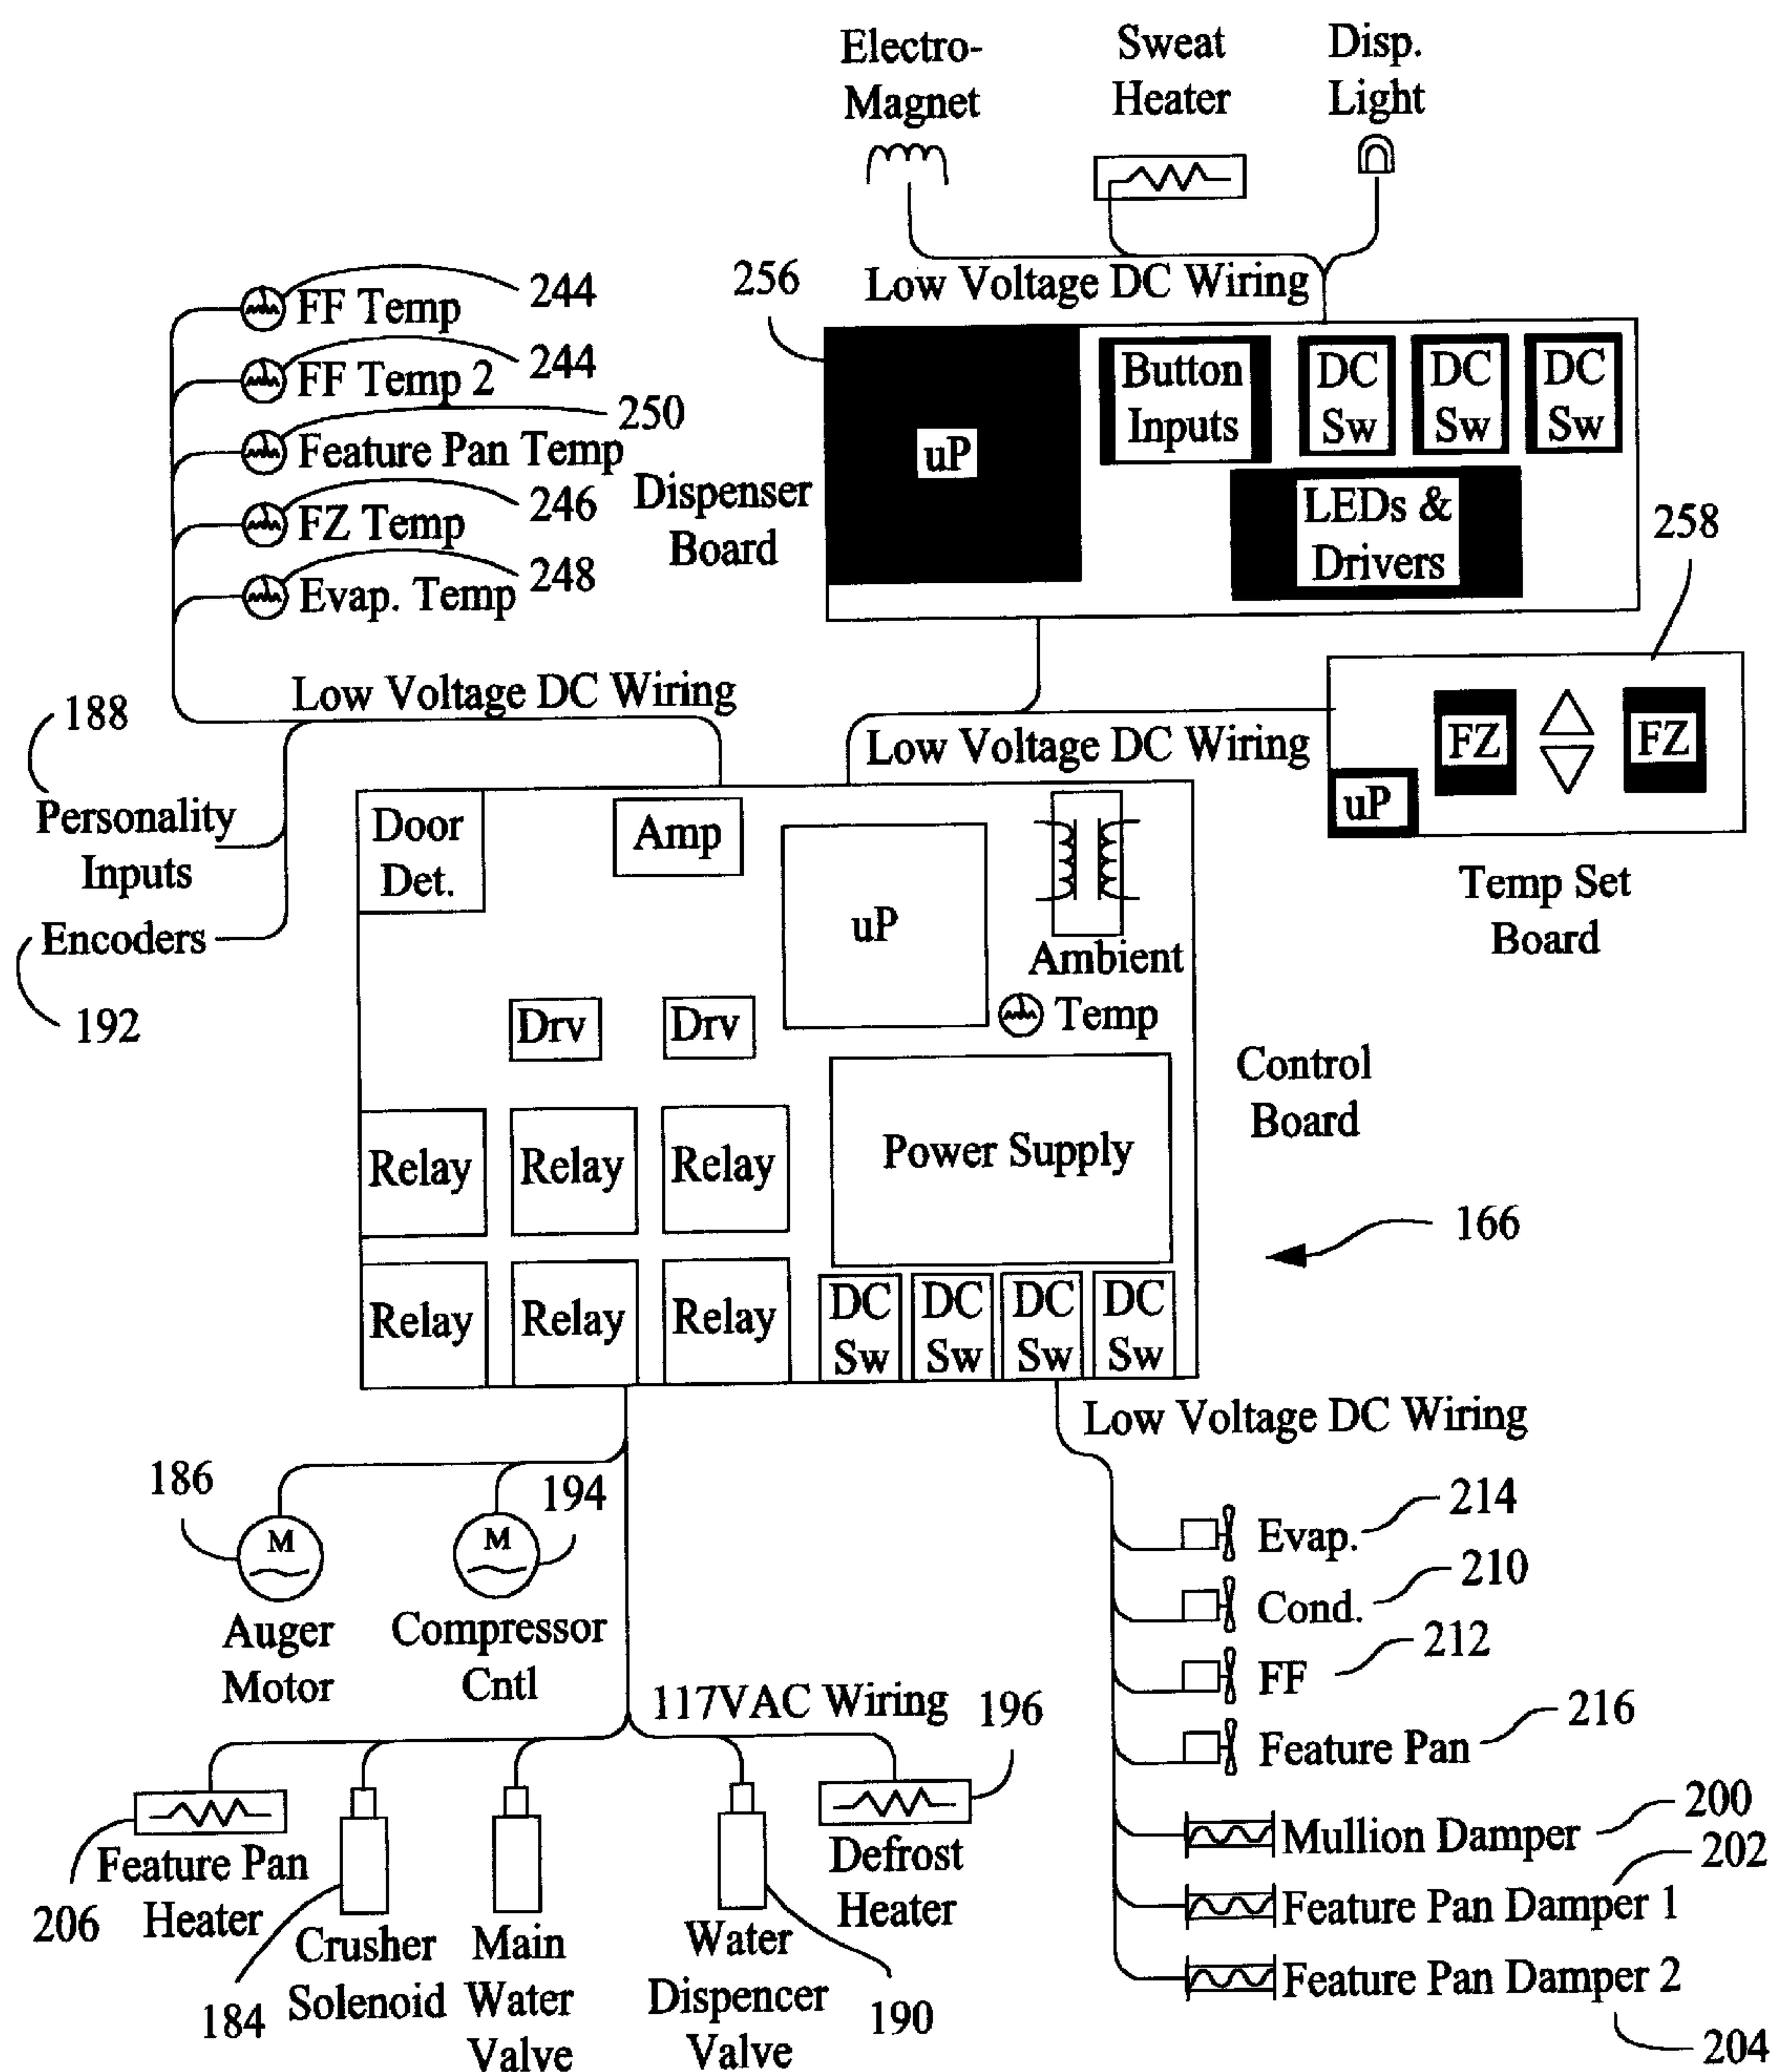 Electro-
Magnet
Sweat
Heater
Disp.
Light
Low Voltage DC Wiring
FF Temp
244
FF Temp 2
244
Feature Pan Temp
250
FZ Temp
246
Evap. Temp
248
256
Dispenser
Board
uP
Button
Inputs
DC
Sw
DC
Sw
DC
Sw
LEDs &
Drivers
258
Low Voltage DC Wiring
188
Personality
Inputs
Encoders
192
Low Voltage DC Wiring
FZ
FZ
uP
Temp Set
Board
Door
Det.
Amp
uP
Ambient
Temp
Drv
Drv
Control
Board
Relay
Relay
Relay
Power Supply
166
Relay
Relay
Relay
DC
Sw
DC
Sw
DC
Sw
DC
Sw
Low Voltage DC Wiring
186
M
Auger
Motor
194
M
Compressor
Cntl
117VAC Wiring
196
206
Feature Pan
Heater
184
Crusher
Solenoid
Main
Water
Valve
Water
Dispencer
Valve
190
Defrost
Heater
Evap.
214
Cond.
210
FF
212
Feature Pan
216
Mullion Damper
200
Feature Pan Damper 1
202
Feature Pan Damper 2
204